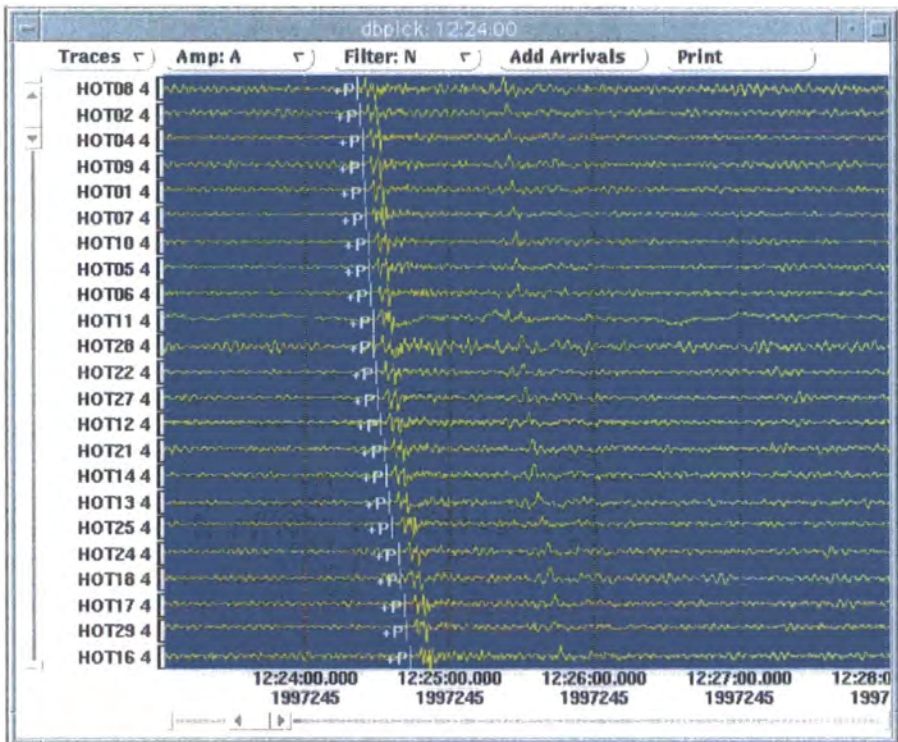 dbpick: 12:24:00
Traces Amp: A Filter: N Add Arrivals Print
HOT08 4 +P
HOT02 4 +P
HOT04 4 +P
HOT09 4 +P
HOT01 4 +P
HOT07 4 +P
HOT10 4 +P
HOT05 4 +P
HOT06 4 +P
HOT11 4 +P
HOT28 4 +P
HOT22 4 +P
HOT27 4 +P
HOT12 4 +P
HOT21 4 +P
HOT14 4 +P
HOT13 4 +P
HOT25 4 +P
HOT24 4 +P
HOT18 4 +P
HOT17 4 +P
HOT29 4 +P
HOT16 4 +P
12:24:00.000 12:25:00.000 12:26:00.000 12:27:00.000 12:28:0
1997245 1997245 1997245 1997245 1997